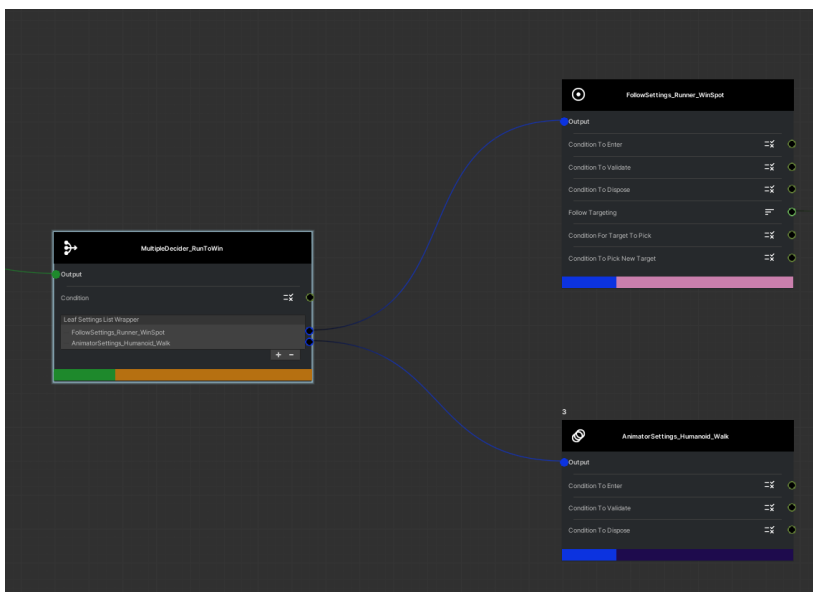 FollowSettings_Runner_WinSpot
Output
Condition To Enter
Condition To Validate
Condition To Dispose
Follow Targeting
Condition For Target To Pick
Condition To Pick New Target
MultipleDecider_RunToWin
Output
Condition
Leaf Settings List Wrapper
FollowSettings_Runner_WinSpot
AnimatorSettings_Humanoid_Walk
+ −
3
AnimatorSettings_Humanoid_Walk
Output
Condition To Enter
Condition To Validate
Condition To Dispose